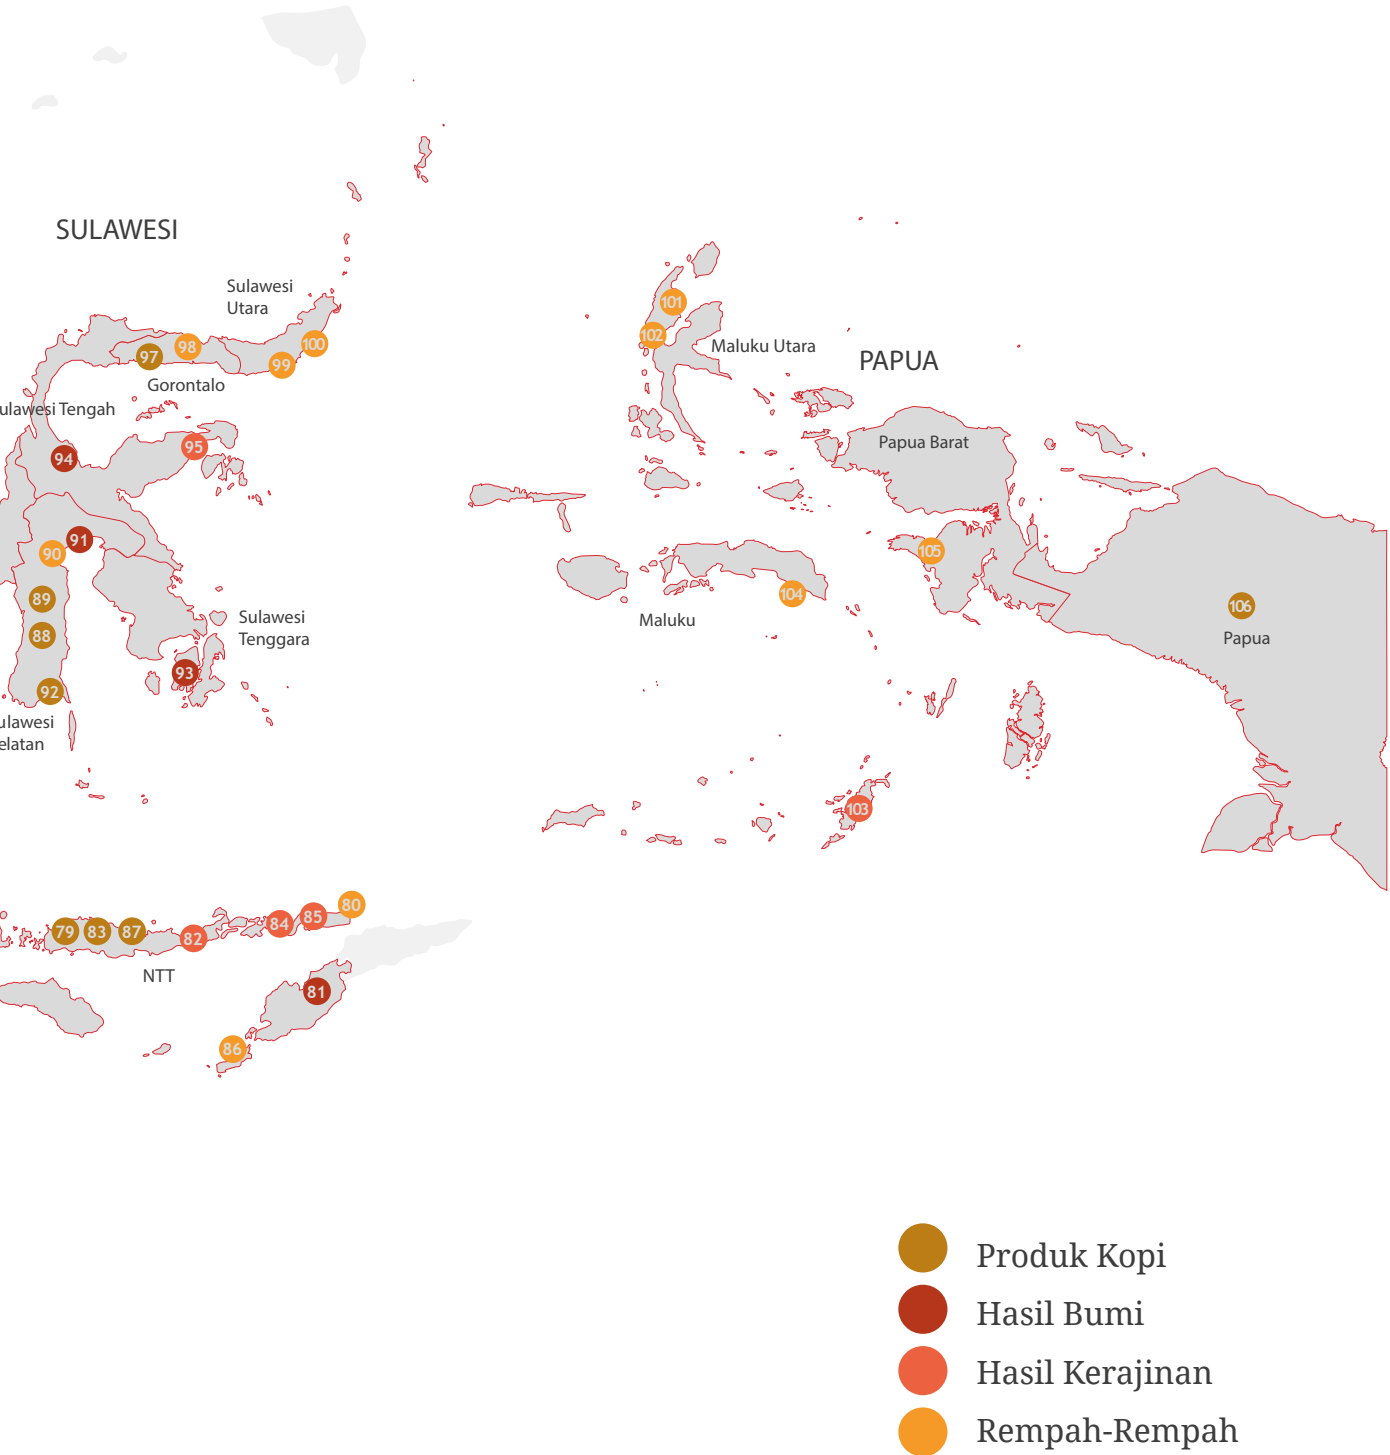 SULAWESI
Sulawesi
Utara
101
102
98
100
97
99
Maluku Utara
PAPUA
Gorontalo
ulawesi Tengah
95
94
Papua Barat
91
90
105
89
104
106
Sulawesi
Tenggara
Maluku
88
Papua
93
92
ulawesi
elatan
103
80
85
84
79
83
87
82
NTT
81
86
Produk Kopi
Hasil Bumi
Hasil Kerajinan
Rempah-Rempah